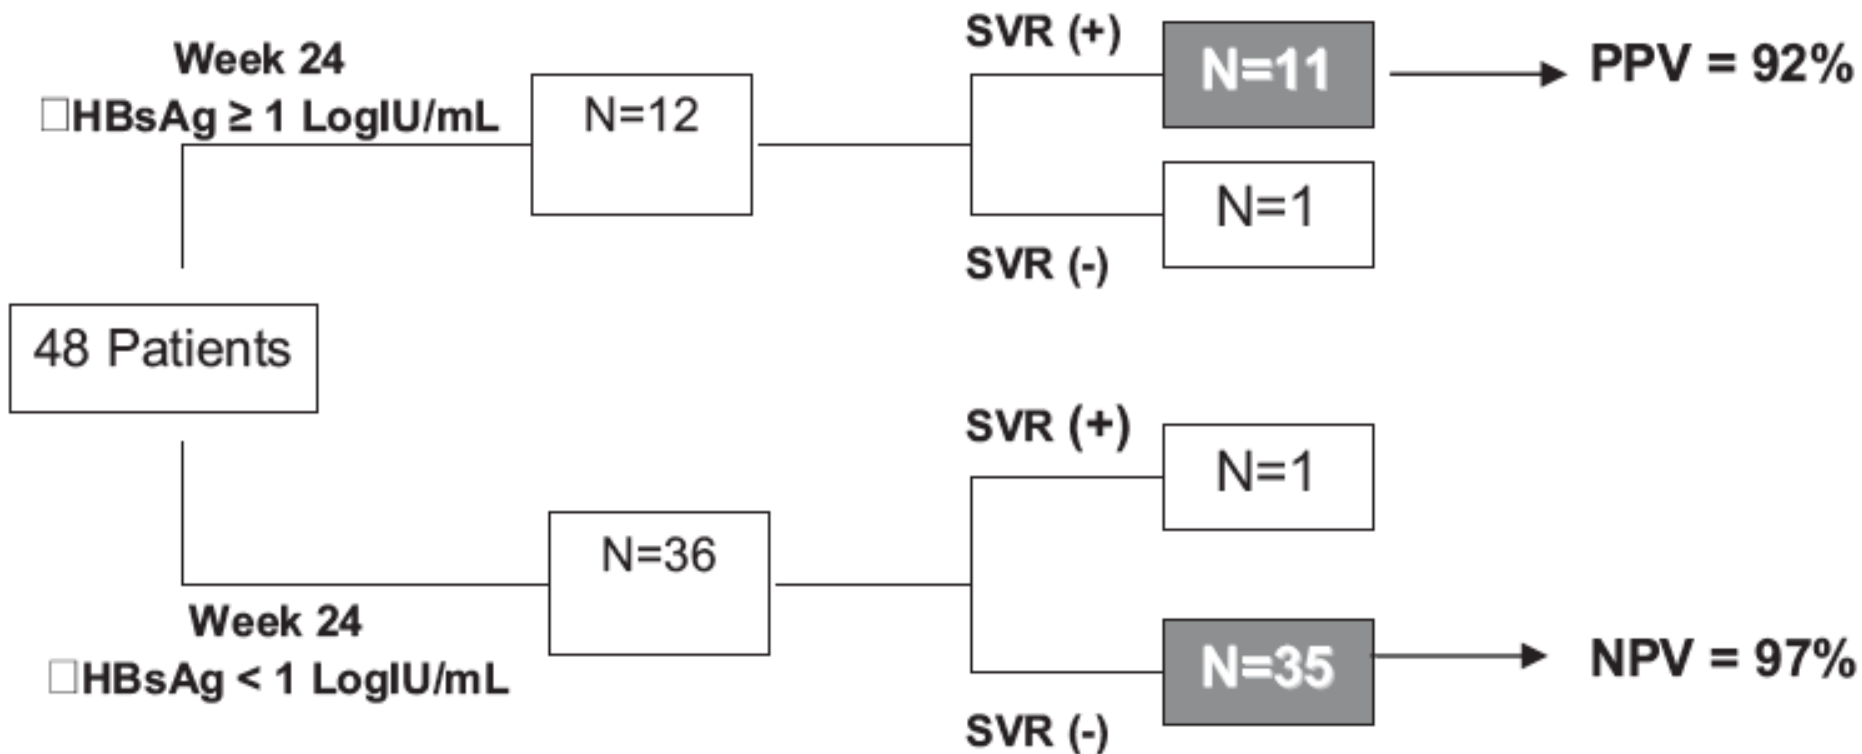 Week 24
□HBsAg ≥ 1 LogIU/mL
N=12
SVR (+)
N=11
PPV = 92%
N=1
SVR (-)
48 Patients
SVR (+)
N=1
N=36
Week 24
□HBsAg < 1 LogIU/mL
N=35
NPV = 97%
SVR (-)